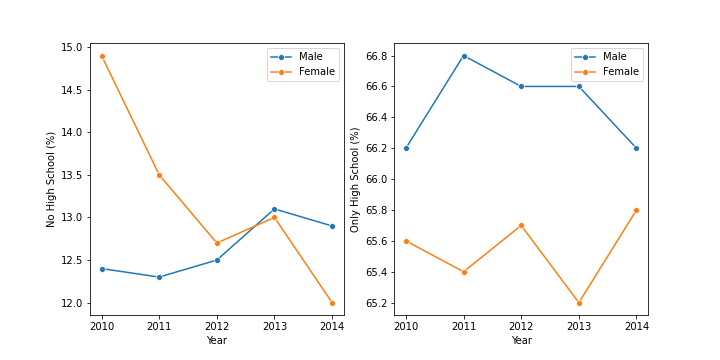 15.0
14.5
14.0
13.5
13.0
12.5
12.0
No High School (%)
2010 2011 2012 2013 2014
Year
Male
Female
66.8
66.6
66.4
66.2
66.0
65.8
65.6
65.4
65.2
Only High School (%)
2010 2011 2012 2013 2014
Year
Male
Female